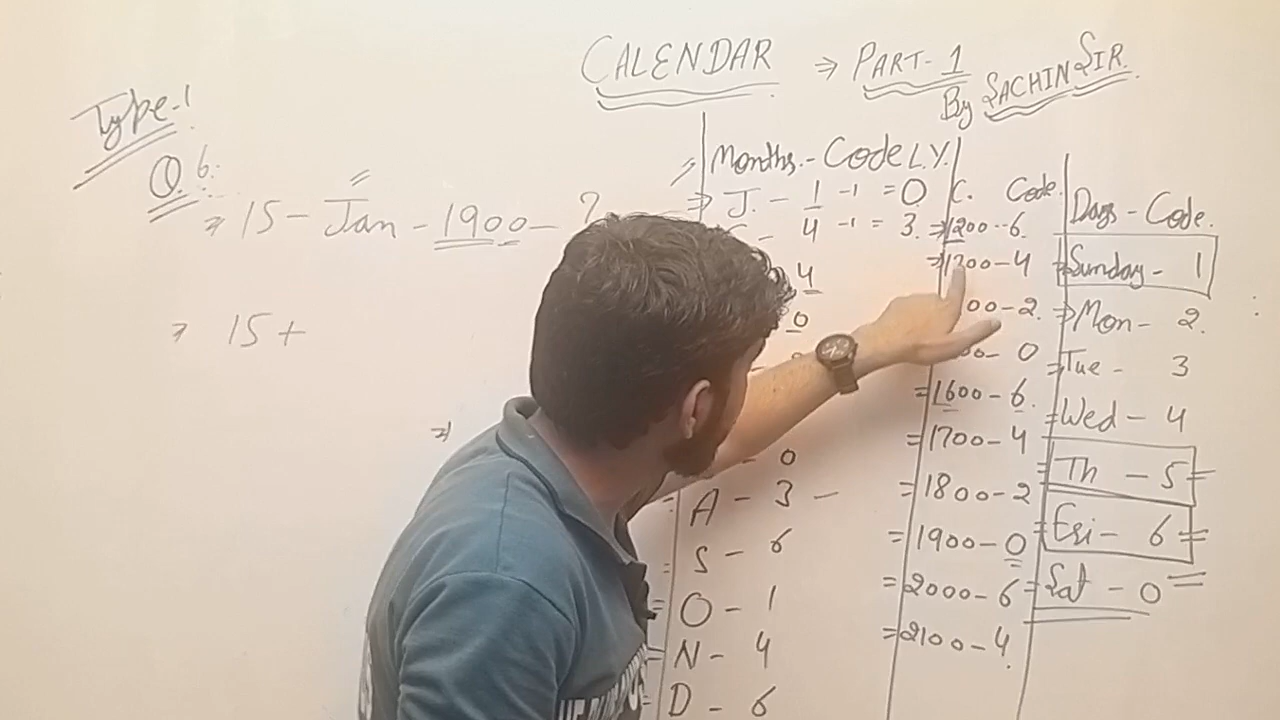 CALENDAR ⇒ PART-1
By SACHIN SIR.
Type-1
Q. 6.
⇒ 15 - Jan - 1900 - ?
⇒ 15 +
⇒
Months. - Code L.Y.
⇒ J. - 1 -1 = 0
- 4 -1 = 3.
4
0
0
A - 3 -
S - 6
O - 1
N - 4
D - 6
C. Code.
⇒ 1200 - 6.
⇒ 1300 - 4
00 - 2.
00 - 0
= 1600 - 6.
= 1700 - 4
= 1800 - 2
= 1900 - 0
= 2000 - 6
= 2100 - 4.
Days - Code.
Sunday - 1
⇒ Mon - 2.
Tue - 3
Wed - 4
Th - 5 =
Fri - 6 =
Sat - 0 =